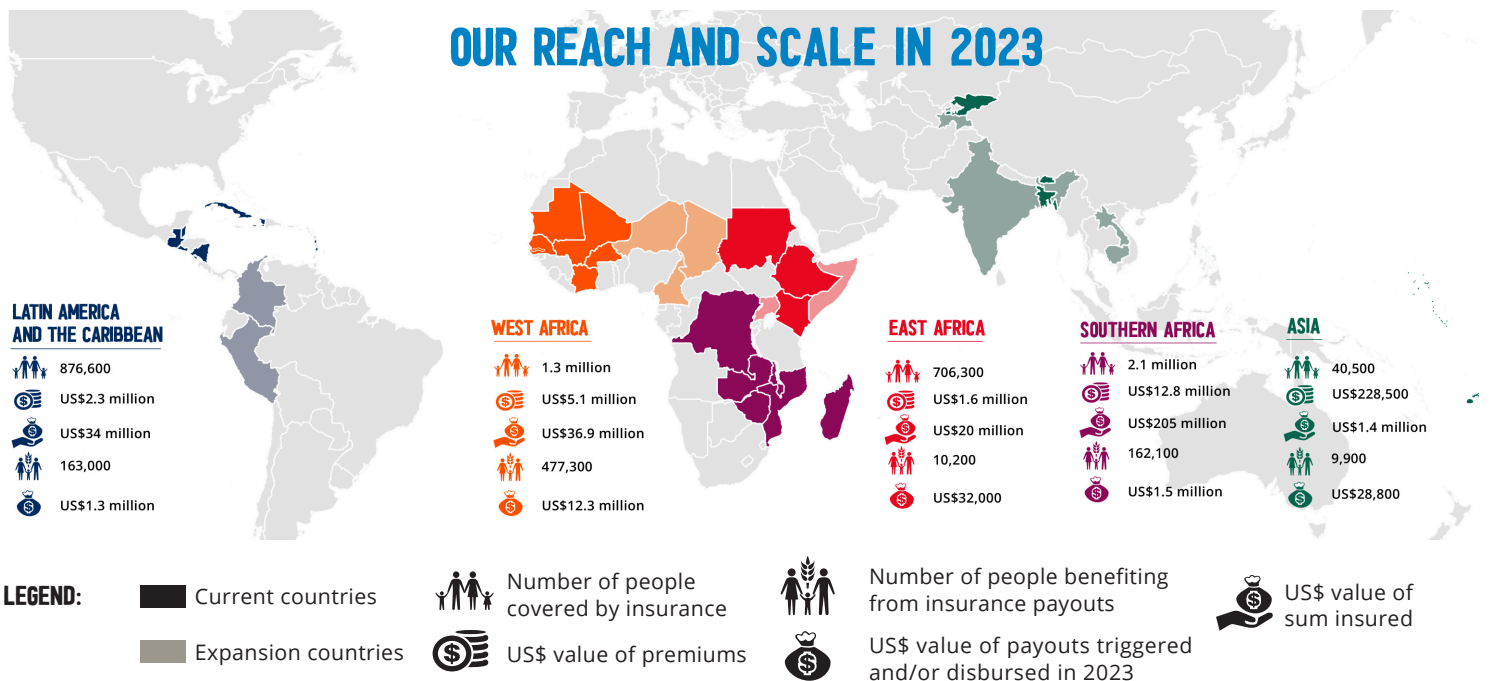 OUR REACH AND SCALE IN 2023
LATIN AMERICA
AND THE CARIBBEAN
876,600
US$2.3 million
US$34 million
163,000
US$1.3 million
WEST AFRICA
1.3 million
US$5.1 million
US$36.9 million
477,300
US$12.3 million
EAST AFRICA
706,300
US$1.6 million
US$20 million
10,200
US$32,000
SOUTHERN AFRICA
2.1 million
US$12.8 million
US$205 million
162,100
US$1.5 million
ASIA
40,500
US$228,500
US$1.4 million
9,900
US$28,800
LEGEND:
Current countries
Expansion countries
Number of people
covered by insurance
US$ value of premiums
Number of people benefiting
from insurance payouts
US$ value of payouts triggered
and/or disbursed in 2023
US$ value of
sum insured